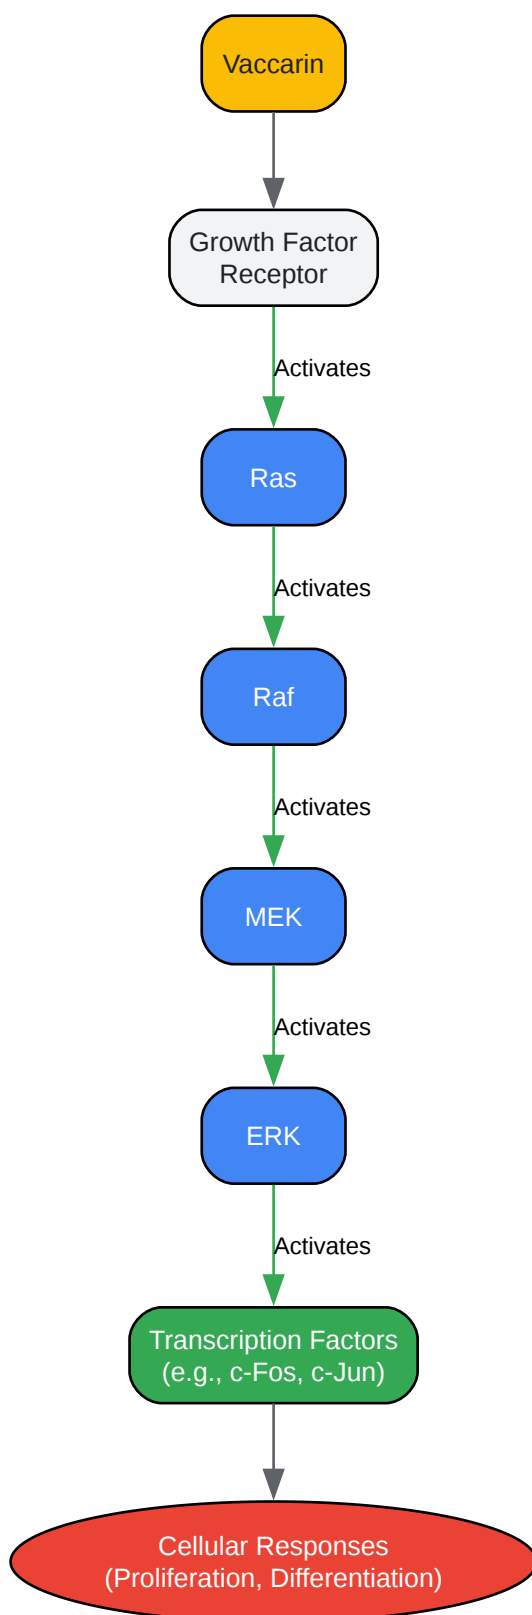 Vaccarin
Growth Factor
Receptor
Activates
Ras
Activates
Raf
Activates
MEK
Activates
ERK
Activates
Transcription Factors
(e.g., c-Fos, c-Jun)
Cellular Responses
(Proliferation, Differentiation)